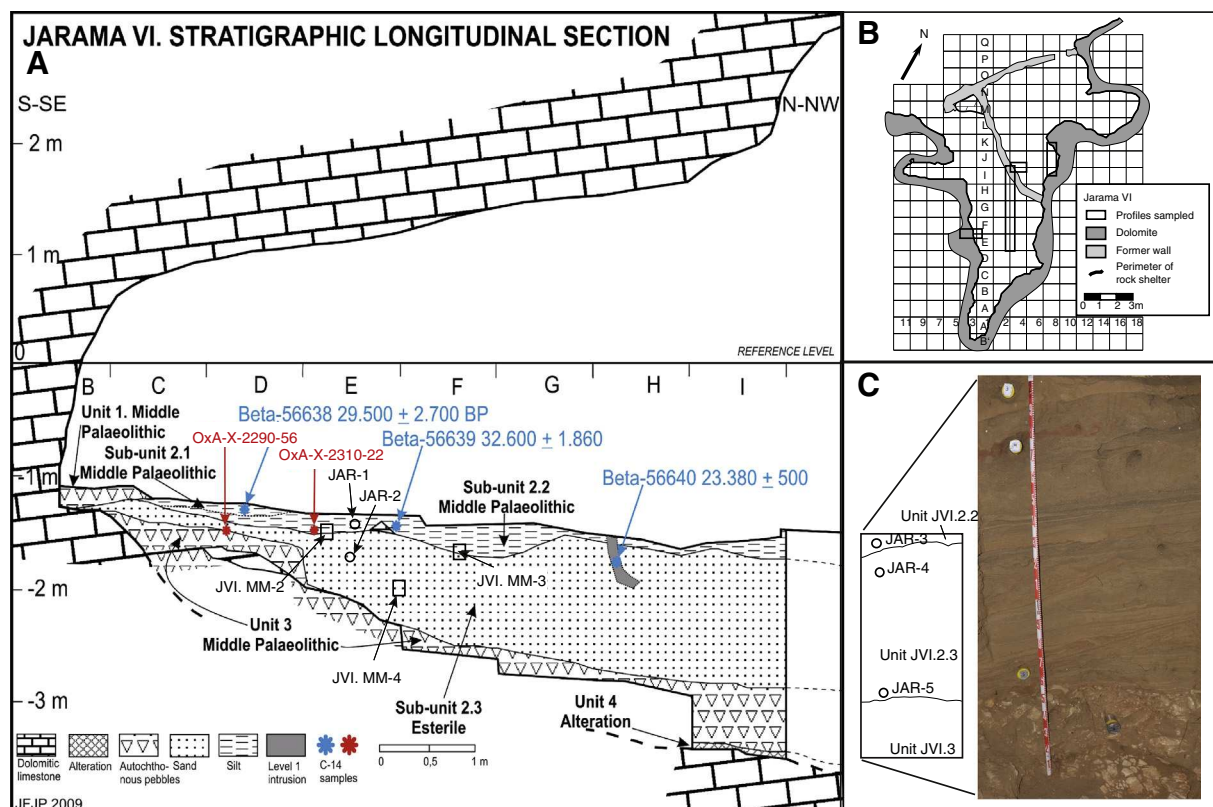 JARAMA VI. STRATIGRAPHIC LONGITUDINAL SECTION
A
S-SE
N-NW
2 m
1 m
0
REFERENCE LEVEL
B C D E F G H I
Unit 1. Middle
Palaeolithic
Sub-unit 2.1
Middle Palaeolithic
Beta-56638 29.500 ± 2.700 BP
OxA-X-2290-56
OxA-X-2310-22
Beta-56639 32.600 ± 1.860
JAR-1
JAR-2
Sub-unit 2.2
Middle Palaeolithic
Beta-56640 23.380 ± 500
-1 m
-2 m
-3 m
JVI. MM-2
JVI. MM-3
Unit 3
Middle Palaeolithic
JVI. MM-4
Sub-unit 2.3
Esterile
Unit 4
Alteration
Dolomitic
limestone
Alteration
Autochtho-
nous pebbles
Sand
Silt
Level 1
intrusion
C-14
samples
0 0,5 1 m
JFJP 2009
B
N
Q
P
O
N
M
L
K
J
I
H
G
F
E
D
C
B
A
A
B'
11 9 7 5 3 1 2 4 6 8 10 12 14 16 18
Jarama VI
Profiles sampled
Dolomite
Former wall
Perimeter of
rock shelter
0 1 2 3m
C
Unit JVI.2.2
JAR-3
JAR-4
Unit JVI.2.3
JAR-5
Unit JVI.3